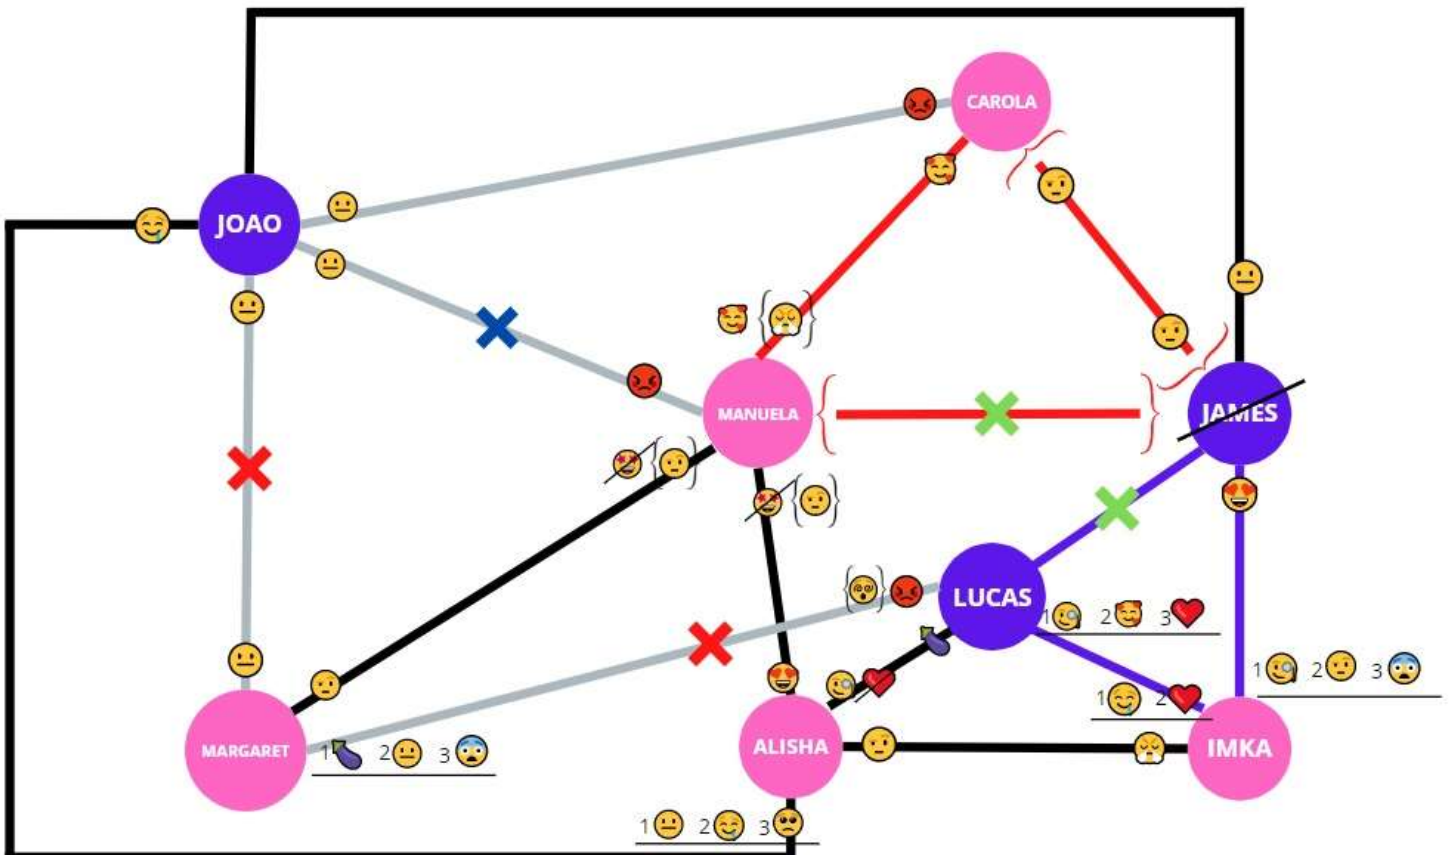 CAROLA
JOAO
MANUELA
JAMES
LUCAS
1 2 3
1 2 3
1 2
MARGARET
1 2 3
ALISHA
IMKA
1 2 3